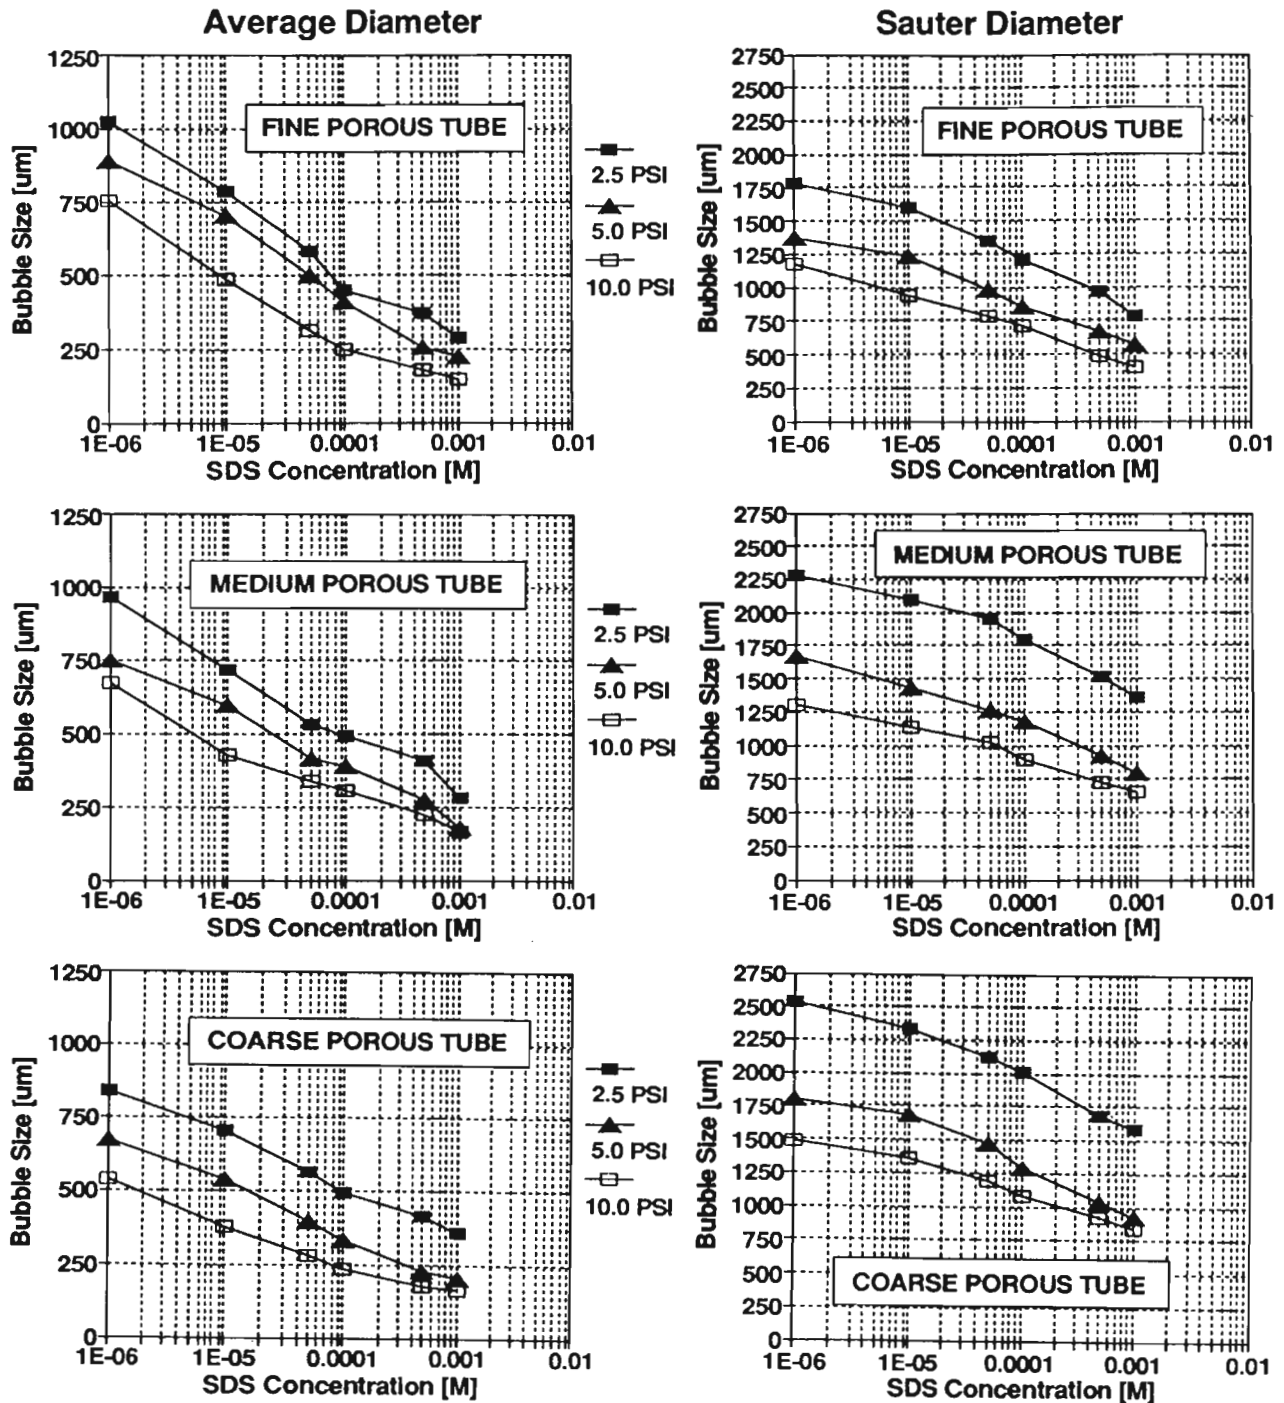 Average Diameter
1250
1000
750
500
250
0
Bubble Size [um]
FINE POROUS TUBE
1E-06 1E-05 0.0001 0.001 0.01
SDS Concentration [M]
2.5 PSI
5.0 PSI
10.0 PSI
Sauter Diameter
2750
2500
2250
2000
1750
1500
1250
1000
750
500
250
0
Bubble Size [um]
FINE POROUS TUBE
1E-06 1E-05 0.0001 0.001 0.01
SDS Concentration [M]
1250
1000
750
500
250
0
Bubble Size [um]
MEDIUM POROUS TUBE
1E-06 1E-05 0.0001 0.001 0.01
SDS Concentration [M]
2.5 PSI
5.0 PSI
10.0 PSI
2750
2500
2250
2000
1750
1500
1250
1000
750
500
250
0
Bubble Size [um]
MEDIUM POROUS TUBE
1E-06 1E-05 0.0001 0.001 0.01
SDS Concentration [M]
1250
1000
750
500
250
0
Bubble Size [um]
COARSE POROUS TUBE
1E-06 1E-05 0.0001 0.001 0.01
SDS Concentration [M]
2.5 PSI
5.0 PSI
10.0 PSI
2750
2500
2250
2000
1750
1500
1250
1000
750
500
250
0
Bubble Size [um]
COARSE POROUS TUBE
1E-06 1E-05 0.0001 0.001 0.01
SDS Concentration [M]